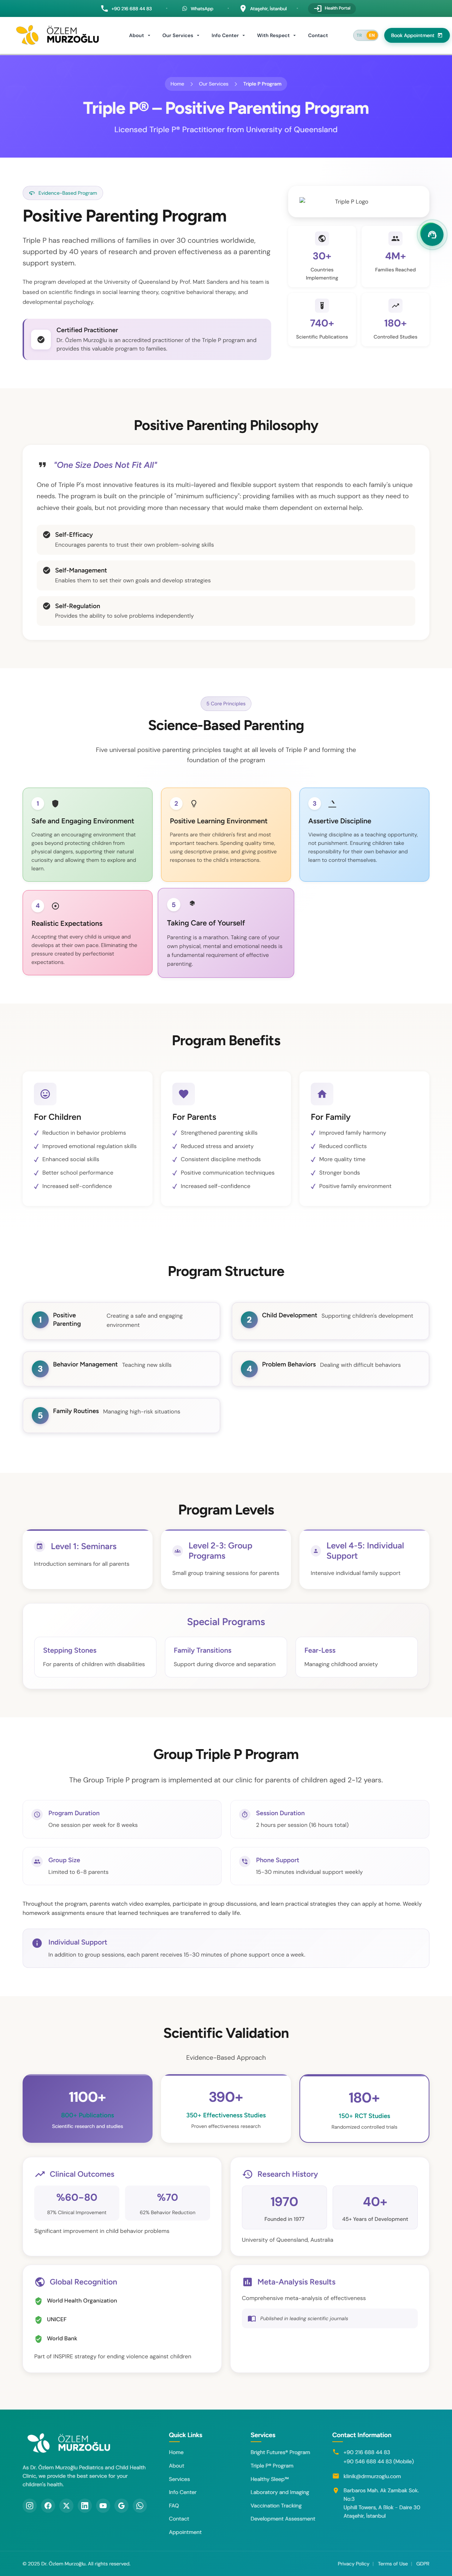 +90 216 688 44 83
WhatsApp
Ataşehir, İstanbul
Health Portal
ÖZLEM
MURZOĞLU
About
Our Services
Info Center
With Respect
Contact
TR
EN
Book Appointment
Home
Our Services
Triple P Program
Triple P® – Positive Parenting Program
Licensed Triple P® Practitioner from University of Queensland
Evidence-Based Program
Positive Parenting Program
Triple P has reached millions of families in over 30 countries worldwide,
supported by 40 years of research and proven effectiveness as a parenting
support system.
The program developed at the University of Queensland by Prof. Matt Sanders and his team is
based on scientific findings in social learning theory, cognitive behavioral therapy, and
developmental psychology.
Certified Practitioner
Dr. Özlem Murzoğlu is an accredited practitioner of the Triple P program and
provides this valuable program to families.
Triple P Logo
30+
Countries
Implementing
4M+
Families Reached
740+
Scientific Publications
180+
Controlled Studies
Positive Parenting Philosophy
"One Size Does Not Fit All"
One of Triple P's most innovative features is its multi-layered and flexible support system that responds to each family's unique
needs. The program is built on the principle of "minimum sufficiency": providing families with as much support as they need to
achieve their goals, but not providing more than necessary that would make them dependent on external help.
Self-Efficacy
Encourages parents to trust their own problem-solving skills
Self-Management
Enables them to set their own goals and develop strategies
Self-Regulation
Provides the ability to solve problems independently
5 Core Principles
Science-Based Parenting
Five universal positive parenting principles taught at all levels of Triple P and forming the
foundation of the program
1
Safe and Engaging Environment
Creating an encouraging environment that
goes beyond protecting children from
physical dangers, supports their natural
curiosity and allowing them to explore and
learn.
2
Positive Learning Environment
Parents are their children's first and most
important teachers. Spending quality time,
using descriptive praise, and giving positive
responses to the child's interactions.
3
Assertive Discipline
Viewing discipline as a teaching opportunity,
not punishment. Ensuring children take
responsibility for their own behavior and
learn to control themselves.
4
Realistic Expectations
Accepting that every child is unique and
develops at their own pace. Eliminating the
pressure created by perfectionist
expectations.
5
Taking Care of Yourself
Parenting is a marathon. Taking care of your
own physical, mental and emotional needs is
a fundamental requirement of effective
parenting.
Program Benefits
For Children
Reduction in behavior problems
Improved emotional regulation skills
Enhanced social skills
Better school performance
Increased self-confidence
For Parents
Strengthened parenting skills
Reduced stress and anxiety
Consistent discipline methods
Positive communication techniques
Increased self-confidence
For Family
Improved family harmony
Reduced conflicts
More quality time
Stronger bonds
Positive family environment
Program Structure
1
Positive
Parenting
Creating a safe and engaging
environment
2
Child Development Supporting children's development
3
Behavior Management Teaching new skills
4
Problem Behaviors Dealing with difficult behaviors
5
Family Routines Managing high-risk situations
Program Levels
Level 1: Seminars
Introduction seminars for all parents
Level 2-3: Group
Programs
Small group training sessions for parents
Level 4-5: Individual
Support
Intensive individual family support
Special Programs
Stepping Stones
For parents of children with disabilities
Family Transitions
Support during divorce and separation
Fear-Less
Managing childhood anxiety
Group Triple P Program
The Group Triple P program is implemented at our clinic for parents of children aged 2-12 years.
Program Duration
One session per week for 8 weeks
Session Duration
2 hours per session (16 hours total)
Group Size
Limited to 6-8 parents
Phone Support
15-30 minutes individual support weekly
Throughout the program, parents watch video examples, participate in group discussions, and learn practical strategies they can apply at home. Weekly
homework assignments ensure that learned techniques are transferred to daily life.
Individual Support
In addition to group sessions, each parent receives 15-30 minutes of phone support once a week.
Scientific Validation
Evidence-Based Approach
1100+
Publications
Scientific research and studies
390+
350+ Effectiveness Studies
Proven effectiveness research
180+
150+ RCT Studies
Randomized controlled trials
Clinical Outcomes
%60-80
87% Clinical Improvement
%70
62% Behavior Reduction
Significant improvement in child behavior problems
Research History
1970
Founded in 1977
40+
45+ Years of Development
University of Queensland, Australia
Global Recognition
World Health Organization
UNICEF
World Bank
Part of INSPIRE strategy for ending violence against children
Meta-Analysis Results
Comprehensive meta-analysis of effectiveness
Published in leading scientific journals
ÖZLEM
MURZOĞLU
As Dr. Özlem Murzoğlu Pediatrics and Child Health
Clinic, we provide the best service for your
children's health.
Quick Links
Home
About
Services
Info Center
FAQ
Contact
Appointment
Services
Bright Futures® Program
Triple P® Program
Healthy Sleep™
Laboratory and Imaging
Vaccination Tracking
Development Assessment
Contact Information
+90 216 688 44 83
+90 546 688 44 83 (Mobile)
klinik@drmurzoglu.com
Barbaros Mah. Ak Zambak Sok.
No:3
Uphill Towers, A Blok - Daire 30
Ataşehir, İstanbul
© 2025 Dr. Özlem Murzoğlu. All rights reserved.
Privacy Policy | Terms of Use | GDPR